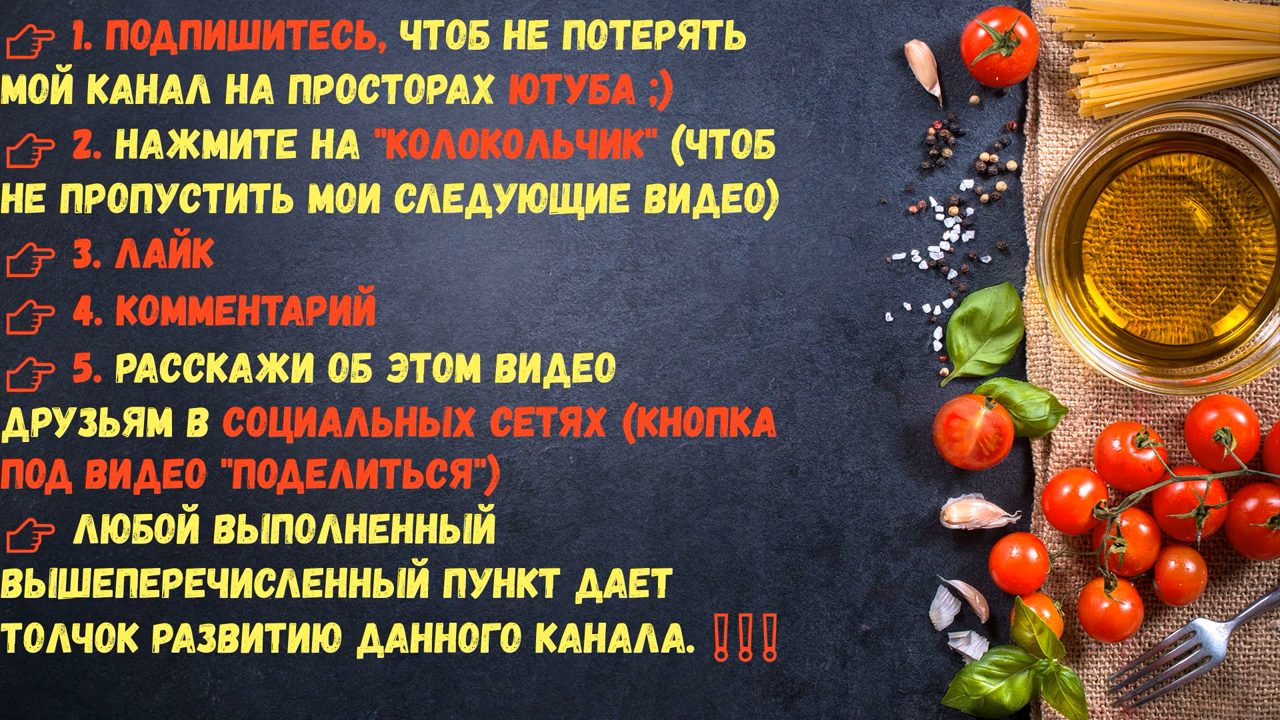 👉 1. ПОДПИШИТЕСЬ, ЧТОБ НЕ ПОТЕРЯТЬ
МОЙ КАНАЛ НА ПРОСТОРАХ ЮТУБА ;)
👉 2. НАЖМИТЕ НА "КОЛОКОЛЬЧИК" (ЧТОБ
НЕ ПРОПУСТИТЬ МОИ СЛЕДУЮЩИЕ ВИДЕО)
👉 3. ЛАЙК
👉 4. КОММЕНТАРИЙ
👉 5. РАССКАЖИ ОБ ЭТОМ ВИДЕО
ДРУЗЬЯМ В СОЦИАЛЬНЫХ СЕТЯХ (КНОПКА
ПОД ВИДЕО "ПОДЕЛИТЬСЯ")
👉 ЛЮБОЙ ВЫПОЛНЕННЫЙ
ВЫШЕПЕРЕЧИСЛЕННЫЙ ПУНКТ ДАЕТ
ТОЛЧОК РАЗВИТИЮ ДАННОГО КАНАЛА. ❕❕❕